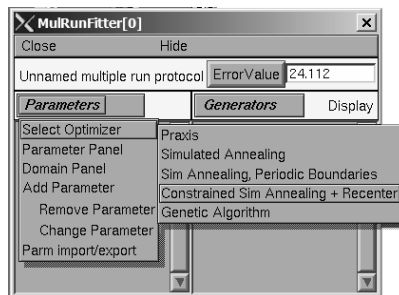 MulRunFitter[0]
Close Hide
Unnamed multiple run protocol ErrorValue 24.112
Parameters Generators Display
Select Optimizer
Parameter Panel
Domain Panel
Add Parameter
Remove Parameter
Change Parameter
Parm import/export
Praxis
Simulated Annealing
Sim Annealing, Periodic Boundaries
Constrained Sim Annealing + Recenter
Genetic Algorithm